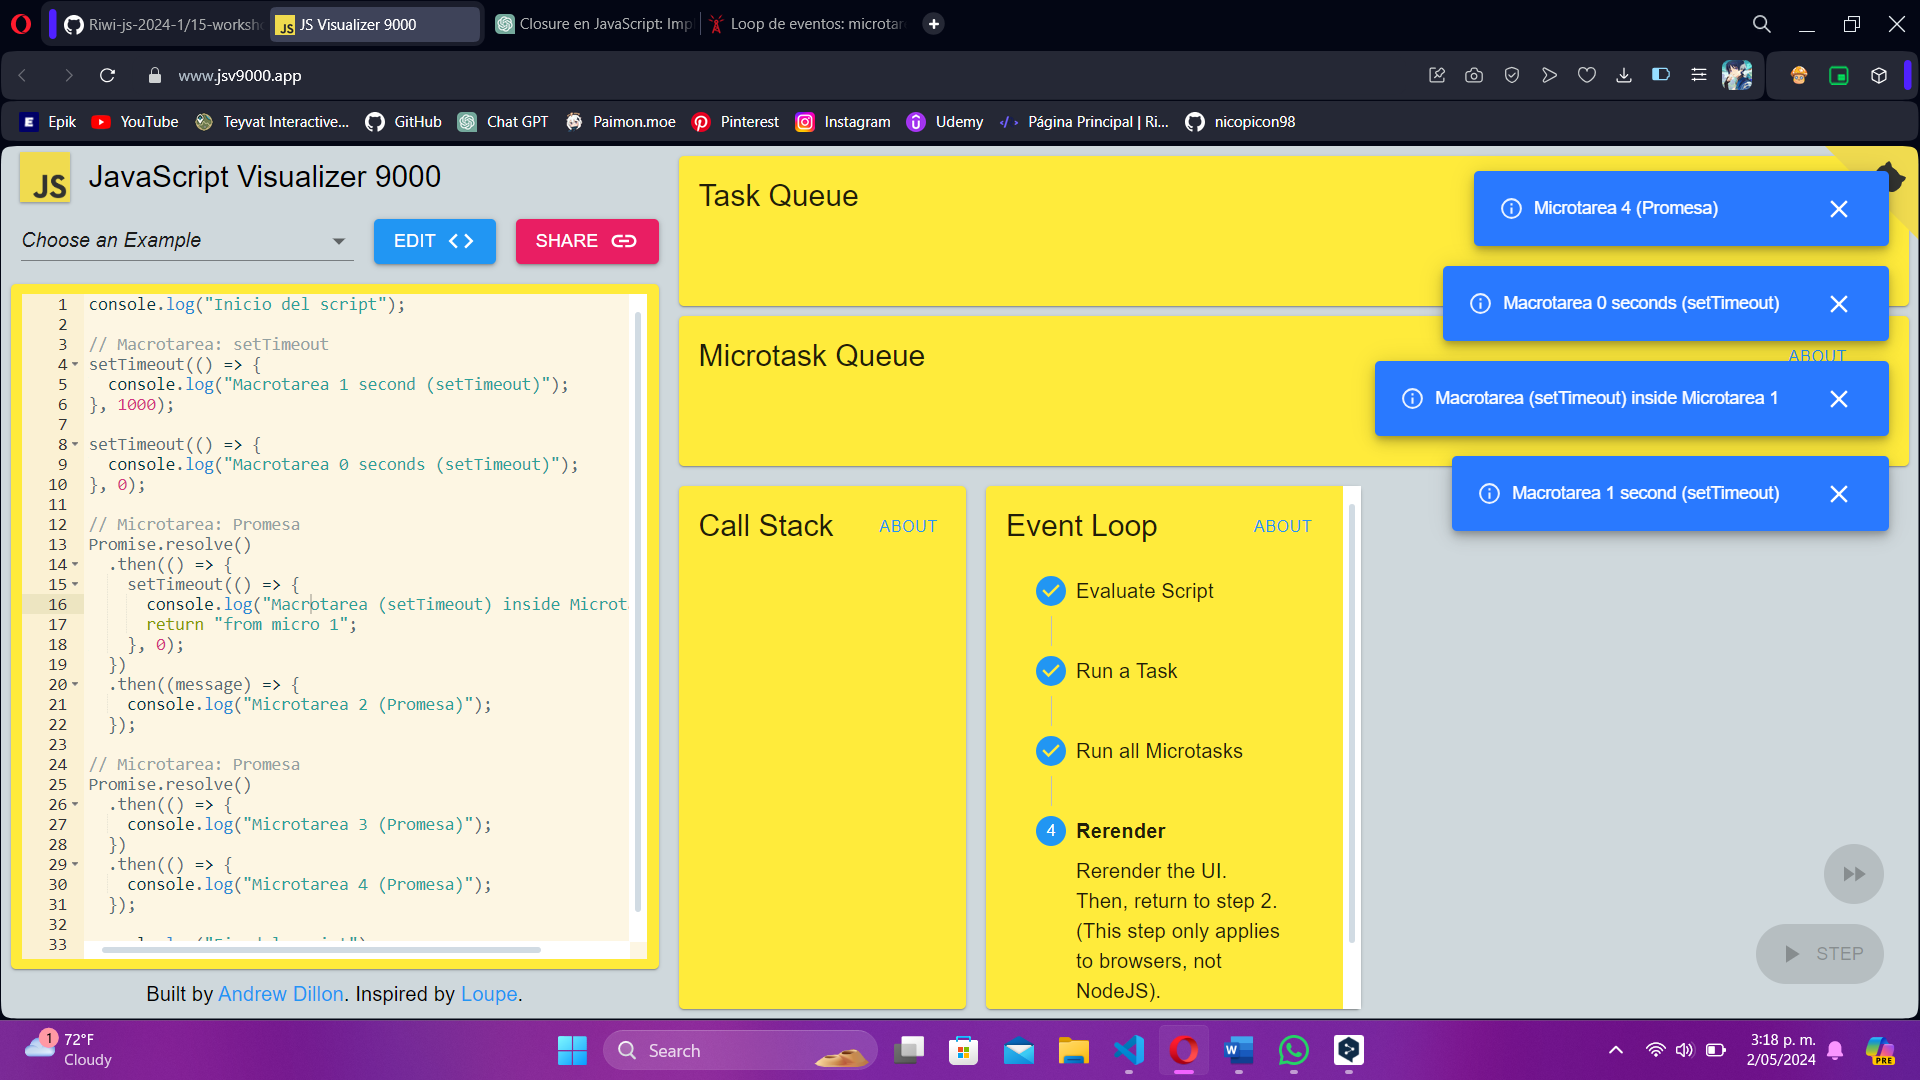 Riwi-js-2024-1/15-worksh
JS Visualizer 9000
Closure en JavaScript: Imp
Loop de eventos: microtar
www.jsv9000.app
Epik
YouTube
Teyvat Interactive...
GitHub
Chat GPT
Paimon.moe
Pinterest
Instagram
Udemy
Página Principal | Ri...
nicopicon98
JS
JavaScript Visualizer 9000
Choose an Example
EDIT
SHARE
1 console.log("Inicio del script");
2
3 // Macrotarea: setTimeout
4 setTimeout(() => {
5 console.log("Macrotarea 1 second (setTimeout)");
6 }, 1000);
7
8 setTimeout(() => {
9 console.log("Macrotarea 0 seconds (setTimeout)");
10 }, 0);
11
12 // Microtarea: Promesa
13 Promise.resolve()
14 .then(() => {
15 setTimeout(() => {
16 console.log("Macrotarea (setTimeout) inside Microt
17 return "from micro 1";
18 }, 0);
19 })
20 .then((message) => {
21 console.log("Microtarea 2 (Promesa)");
22 });
23
24 // Microtarea: Promesa
25 Promise.resolve()
26 .then(() => {
27 console.log("Microtarea 3 (Promesa)");
28 })
29 .then(() => {
30 console.log("Microtarea 4 (Promesa)");
31 });
32
33
Built by Andrew Dillon. Inspired by Loupe.
Task Queue
Microtask Queue
ABOUT
Microtarea 4 (Promesa)
Macrotarea 0 seconds (setTimeout)
Macrotarea (setTimeout) inside Microtarea 1
Macrotarea 1 second (setTimeout)
Call Stack
ABOUT
Event Loop
ABOUT
Evaluate Script
Run a Task
Run all Microtasks
4 Rerender
Rerender the UI.
Then, return to step 2.
(This step only applies
to browsers, not
NodeJS).
STEP
1
72°F
Cloudy
Search
3:18 p. m.
2/05/2024
PRE